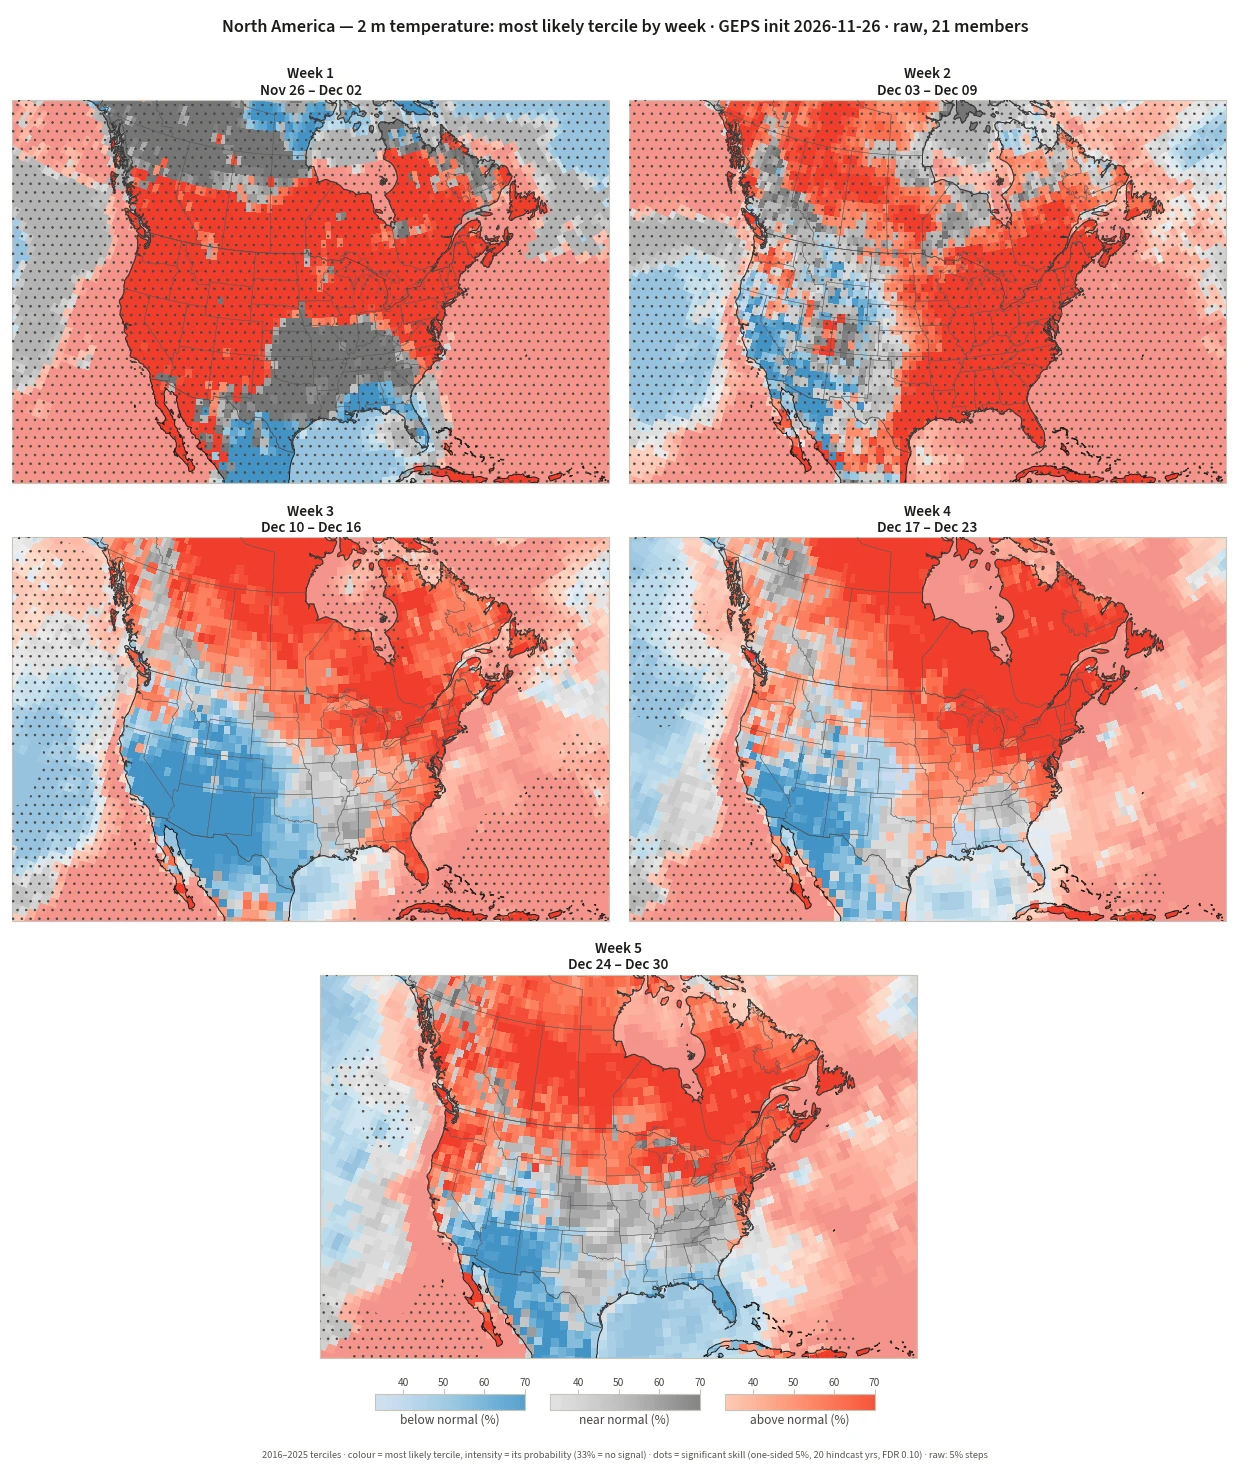 North America — 2 m temperature: most likely tercile by week · GEPS init 2026-11-26 · raw, 21 members
Week 1
Nov 26 – Dec 02
Week 2
Dec 03 – Dec 09
Week 3
Dec 10 – Dec 16
Week 4
Dec 17 – Dec 23
Week 5
Dec 24 – Dec 30
40 50 60 70 40 50 60 70 40 50 60 70
below normal (%) near normal (%) above normal (%)
2016–2025 terciles · colour = most likely tercile, intensity = its probability (33% = no signal) · dots = significant skill (one-sided 5%, 20 hindcast yrs, FDR 0.10) · raw: 5% steps